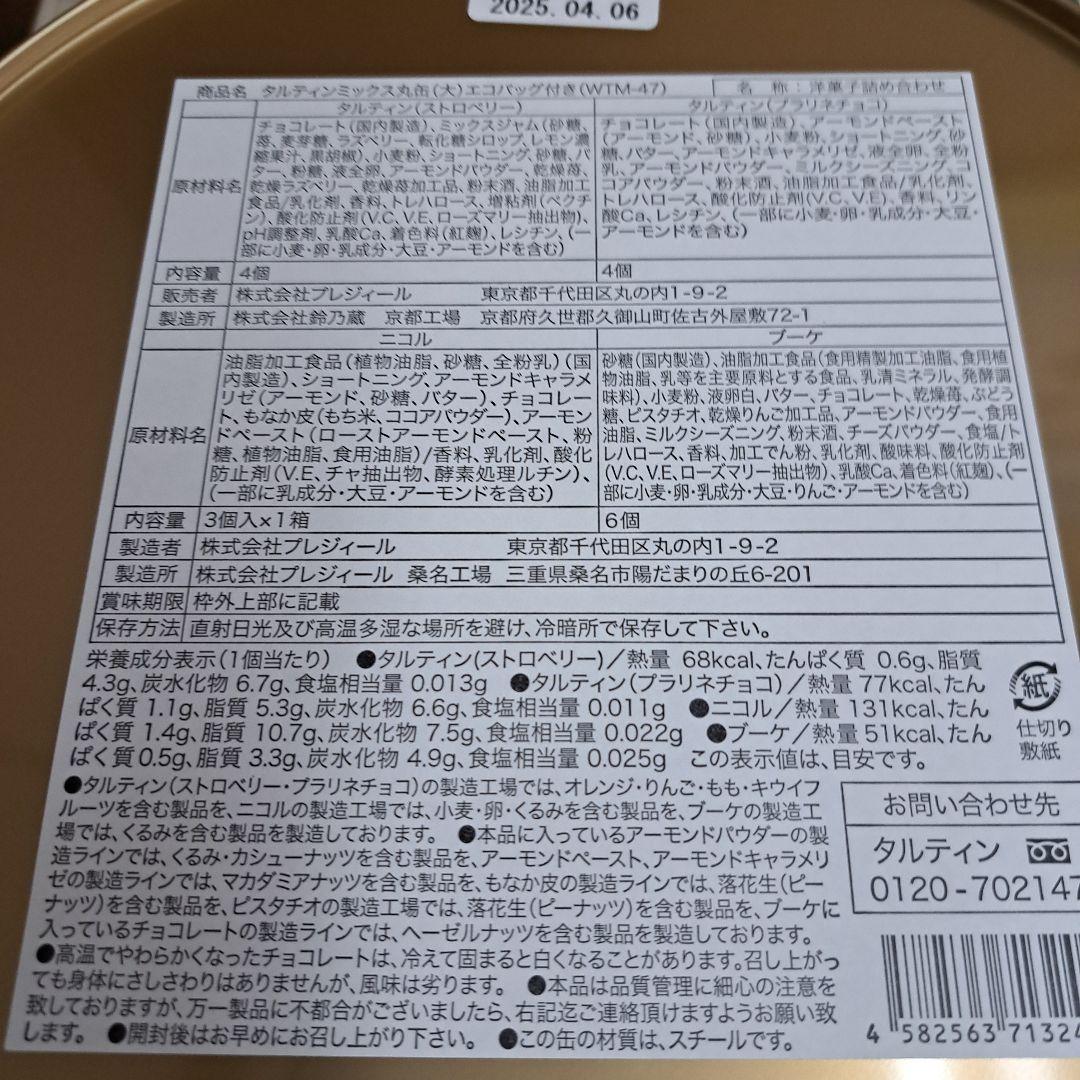 2025.04.06
商品名 タルティンミックス丸缶(大)エコバッグ付き(WTM-47) 名 称:洋菓子詰め合わせ
タルティン(ストロベリー) タルティン(プラリネチョコ)
原材料名
チョコレート(国内製造)、ミックスジャム(砂糖、
苺、麦芽糖、ラズベリー、転化糖シロップ、レモン濃
縮果汁、黒胡椒)、小麦粉、ショートニング、砂糖、バ
ター、粉糖、液全卵、アーモンドパウダー、乾燥苺、
乾燥ラズベリー、乾燥苺加工品、粉末酒、油脂加工
食品/乳化剤、香料、トレハロース、増粘剤(ペクチ
ン)、酸化防止剤(V.C、V.E、ローズマリー抽出物)、
pH調整剤、乳酸Ca、着色料(紅麹)、レシチン、(一
部に小麦・卵・乳成分・大豆・アーモンドを含む)
チョコレート(国内製造)、アーモンドペースト
(アーモンド、砂糖)、小麦粉、ショートニング、砂
糖、バター、アーモンドキャラメリゼ、液全卵、全粉
乳、アーモンドパウダー、ミルクシーズニング、コ
コアパウダー、粉末酒、油脂加工食品/乳化剤、
トレハロース、酸化防止剤(V.C、V.E)、香料、リン
酸Ca、レシチン、(一部に小麦・卵・乳成分・大豆・
アーモンドを含む)
内容量 4個 4個
販売者 株式会社プレジィール 東京都千代田区丸の内1-9-2
製造所 株式会社鈴乃蔵 京都工場 京都府久世郡久御山町佐古外屋敷72-1
ニコル ブーケ
原材料名
油脂加工食品(植物油脂、砂糖、全粉乳)(国
内製造)、ショートニング、アーモンドキャラメ
リゼ(アーモンド、砂糖、バター)、チョコレー
ト、もなか皮(もち米、ココアパウダー)、アーモン
ドペースト(ローストアーモンドペースト、粉
糖、植物油脂、食用油脂)/香料、乳化剤、酸化
防止剤(V.E、チャ抽出物、酵素処理ルチン)、
(一部に乳成分・大豆・アーモンドを含む)
砂糖(国内製造)、油脂加工食品(食用精製加工油脂、食用植
物油脂、乳等を主要原料とする食品、乳清ミネラル、発酵調
味料)、小麦粉、液卵白、バター、チョコレート、乾燥苺、ぶどう
糖、ピスタチオ、乾燥りんご加工品、アーモンドパウダー、食用
油脂、ミルクシーズニング、粉末酒、チーズパウダー、食塩/ト
レハロース、香料、加工でん粉、乳化剤、酸味料、酸化防止剤
(V.C、V.E、ローズマリー抽出物)、乳酸Ca、着色料(紅麹)、(一
部に小麦・卵・乳成分・大豆・りんご・アーモンドを含む)
内容量 3個入×1箱 6個
製造者 株式会社プレジィール 東京都千代田区丸の内1-9-2
製造所 株式会社プレジィール 桑名工場 三重県桑名市陽だまりの丘6-201
賞味期限 枠外上部に記載
保存方法 直射日光及び高温多湿な場所を避け、冷暗所で保存して下さい。
栄養成分表示(1個当たり) ●タルティン(ストロベリー)/熱量 68kcal、たんぱく質 0.6g、脂質
4.3g、炭水化物 6.7g、食塩相当量 0.013g ●タルティン(プラリネチョコ)/熱量 77kcal、たん
ぱく質 1.1g、脂質 5.3g、炭水化物 6.6g、食塩相当量 0.011g ●ニコル/熱量 131kcal、たん
ぱく質 1.4g、脂質 10.7g、炭水化物 7.5g、食塩相当量 0.022g ●ブーケ/熱量 51kcal、たん
ぱく質 0.5g、脂質 3.3g、炭水化物 4.9g、食塩相当量 0.025g この表示値は、目安です。
紙
仕切り
敷紙
●タルティン(ストロベリー・プラリネチョコ)の製造工場では、オレンジ・りんご・もも・キウイフ
ルーツを含む製品を、ニコルの製造工場では、小麦・卵・くるみを含む製品を、ブーケの製造工
場では、くるみを含む製品を製造しております。 ●本品に入っているアーモンドパウダーの製
造ラインでは、くるみ・カシューナッツを含む製品を、アーモンドペースト、アーモンドキャラメリ
ゼの製造ラインでは、マカダミアナッツを含む製品を、もなか皮の製造ラインでは、落花生(ピー
ナッツ)を含む製品を、ピスタチオの製造工場では、落花生(ピーナッツ)を含む製品を、ブーケに
入っているチョコレートの製造ラインでは、ヘーゼルナッツを含む製品を製造しております。
●高温でやわらかくなったチョコレートは、冷えて固まると白くなることがあります。召し上がっ
ても身体にさしさわりはありませんが、風味は劣ります。 ●本品は品質管理に細心の注意を
致しておりますが、万一製品に不都合がございましたら、右記迄ご連絡頂けますようお願い致
します。 ●開封後はお早めにお召し上がり下さい。 ●この缶の材質は、スチールです。
お問い合わせ先
タルティン
0120-702147
4 582563 71324